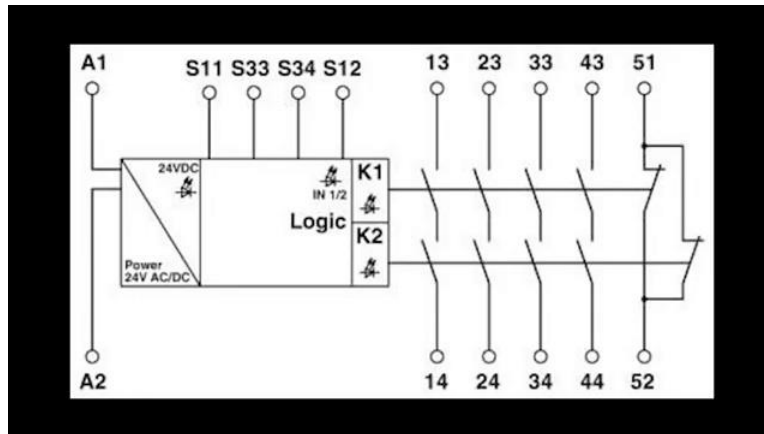 A1 S11 S33 S34 S12 13 23 33 43 51
24VDC
K1
IN 1/2
Logic
K2
Power
24V AC/DC
A2 14 24 34 44 52